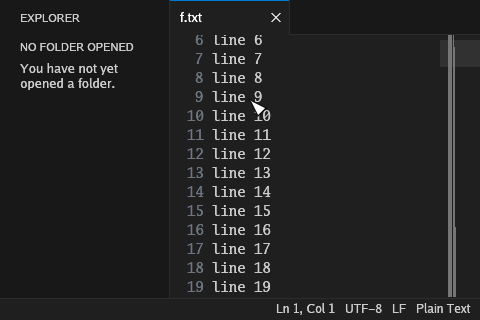 EXPLORER
NO FOLDER OPENED
You have not yet
opened a folder.
f.txt
6 line 6
7 line 7
8 line 8
9 line 9
10 line 10
11 line 11
12 line 12
13 line 13
14 line 14
15 line 15
16 line 16
17 line 17
18 line 18
19 line 19
Ln 1, Col 1 UTF-8 LF Plain Text